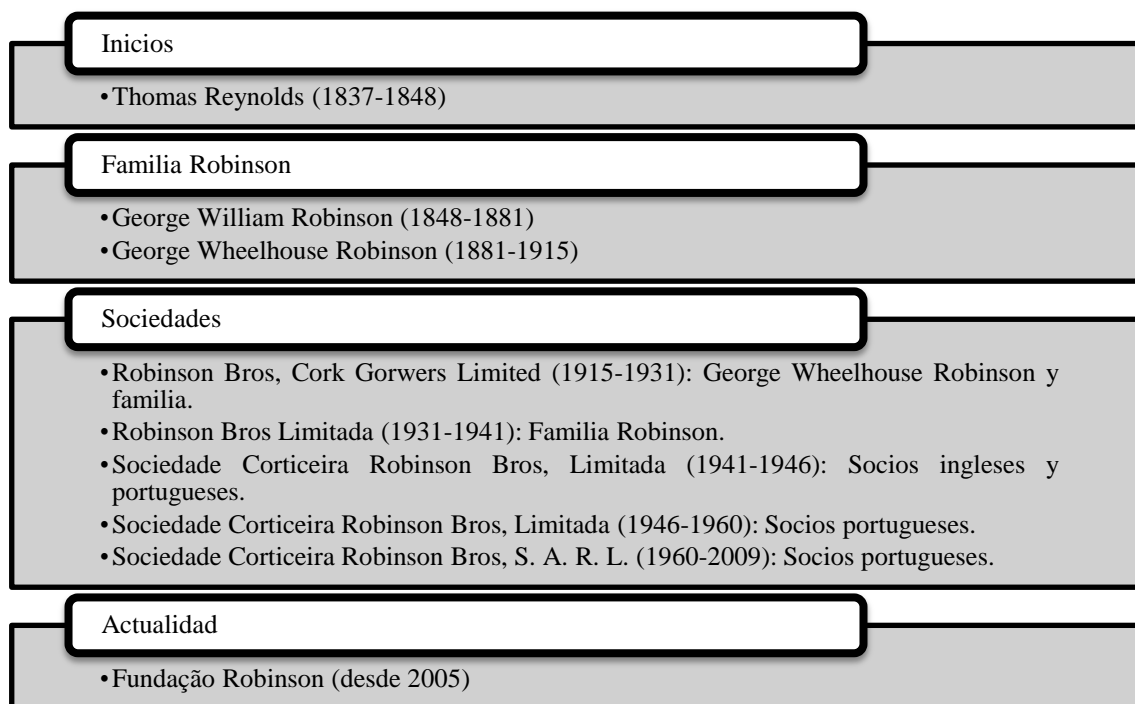 Inicios
•Thomas Reynolds (1837-1848)
Familia Robinson
•George William Robinson (1848-1881)
•George Wheelhouse Robinson (1881-1915)
Sociedades
•Robinson Bros, Cork Gorwers Limited (1915-1931): George Wheelhouse Robinson y
familia.
•Robinson Bros Limitada (1931-1941): Familia Robinson.
•Sociedade Corticeira Robinson Bros, Limitada (1941-1946): Socios ingleses y
portugueses.
•Sociedade Corticeira Robinson Bros, Limitada (1946-1960): Socios portugueses.
•Sociedade Corticeira Robinson Bros, S. A. R. L. (1960-2009): Socios portugueses.
Actualidad
•Fundação Robinson (desde 2005)